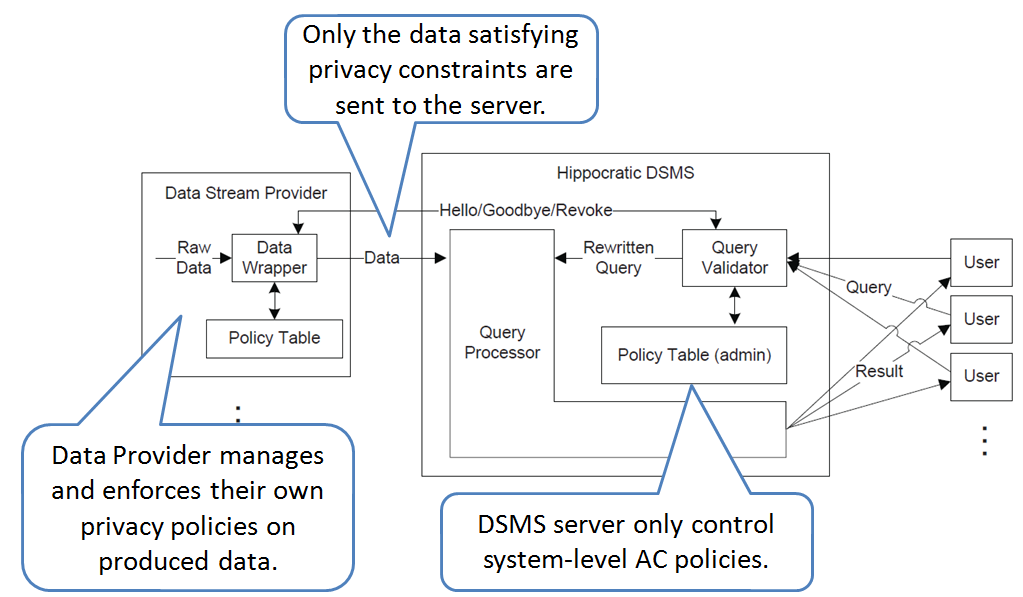 Only the data satisfying
privacy constraints are
sent to the server.
Hippocratic DSMS
Data Stream Provider
Hello/Goodbye/Revoke
Raw
Data
Data
Wrapper
Data
Rewritten
Query
Query
Validator
User
Query
User
Policy Table
Query
Processor
Policy Table (admin)
Result
User
Data Provider manages
and enforces their own
privacy policies on
produced data.
DSMS server only control
system-level AC policies.